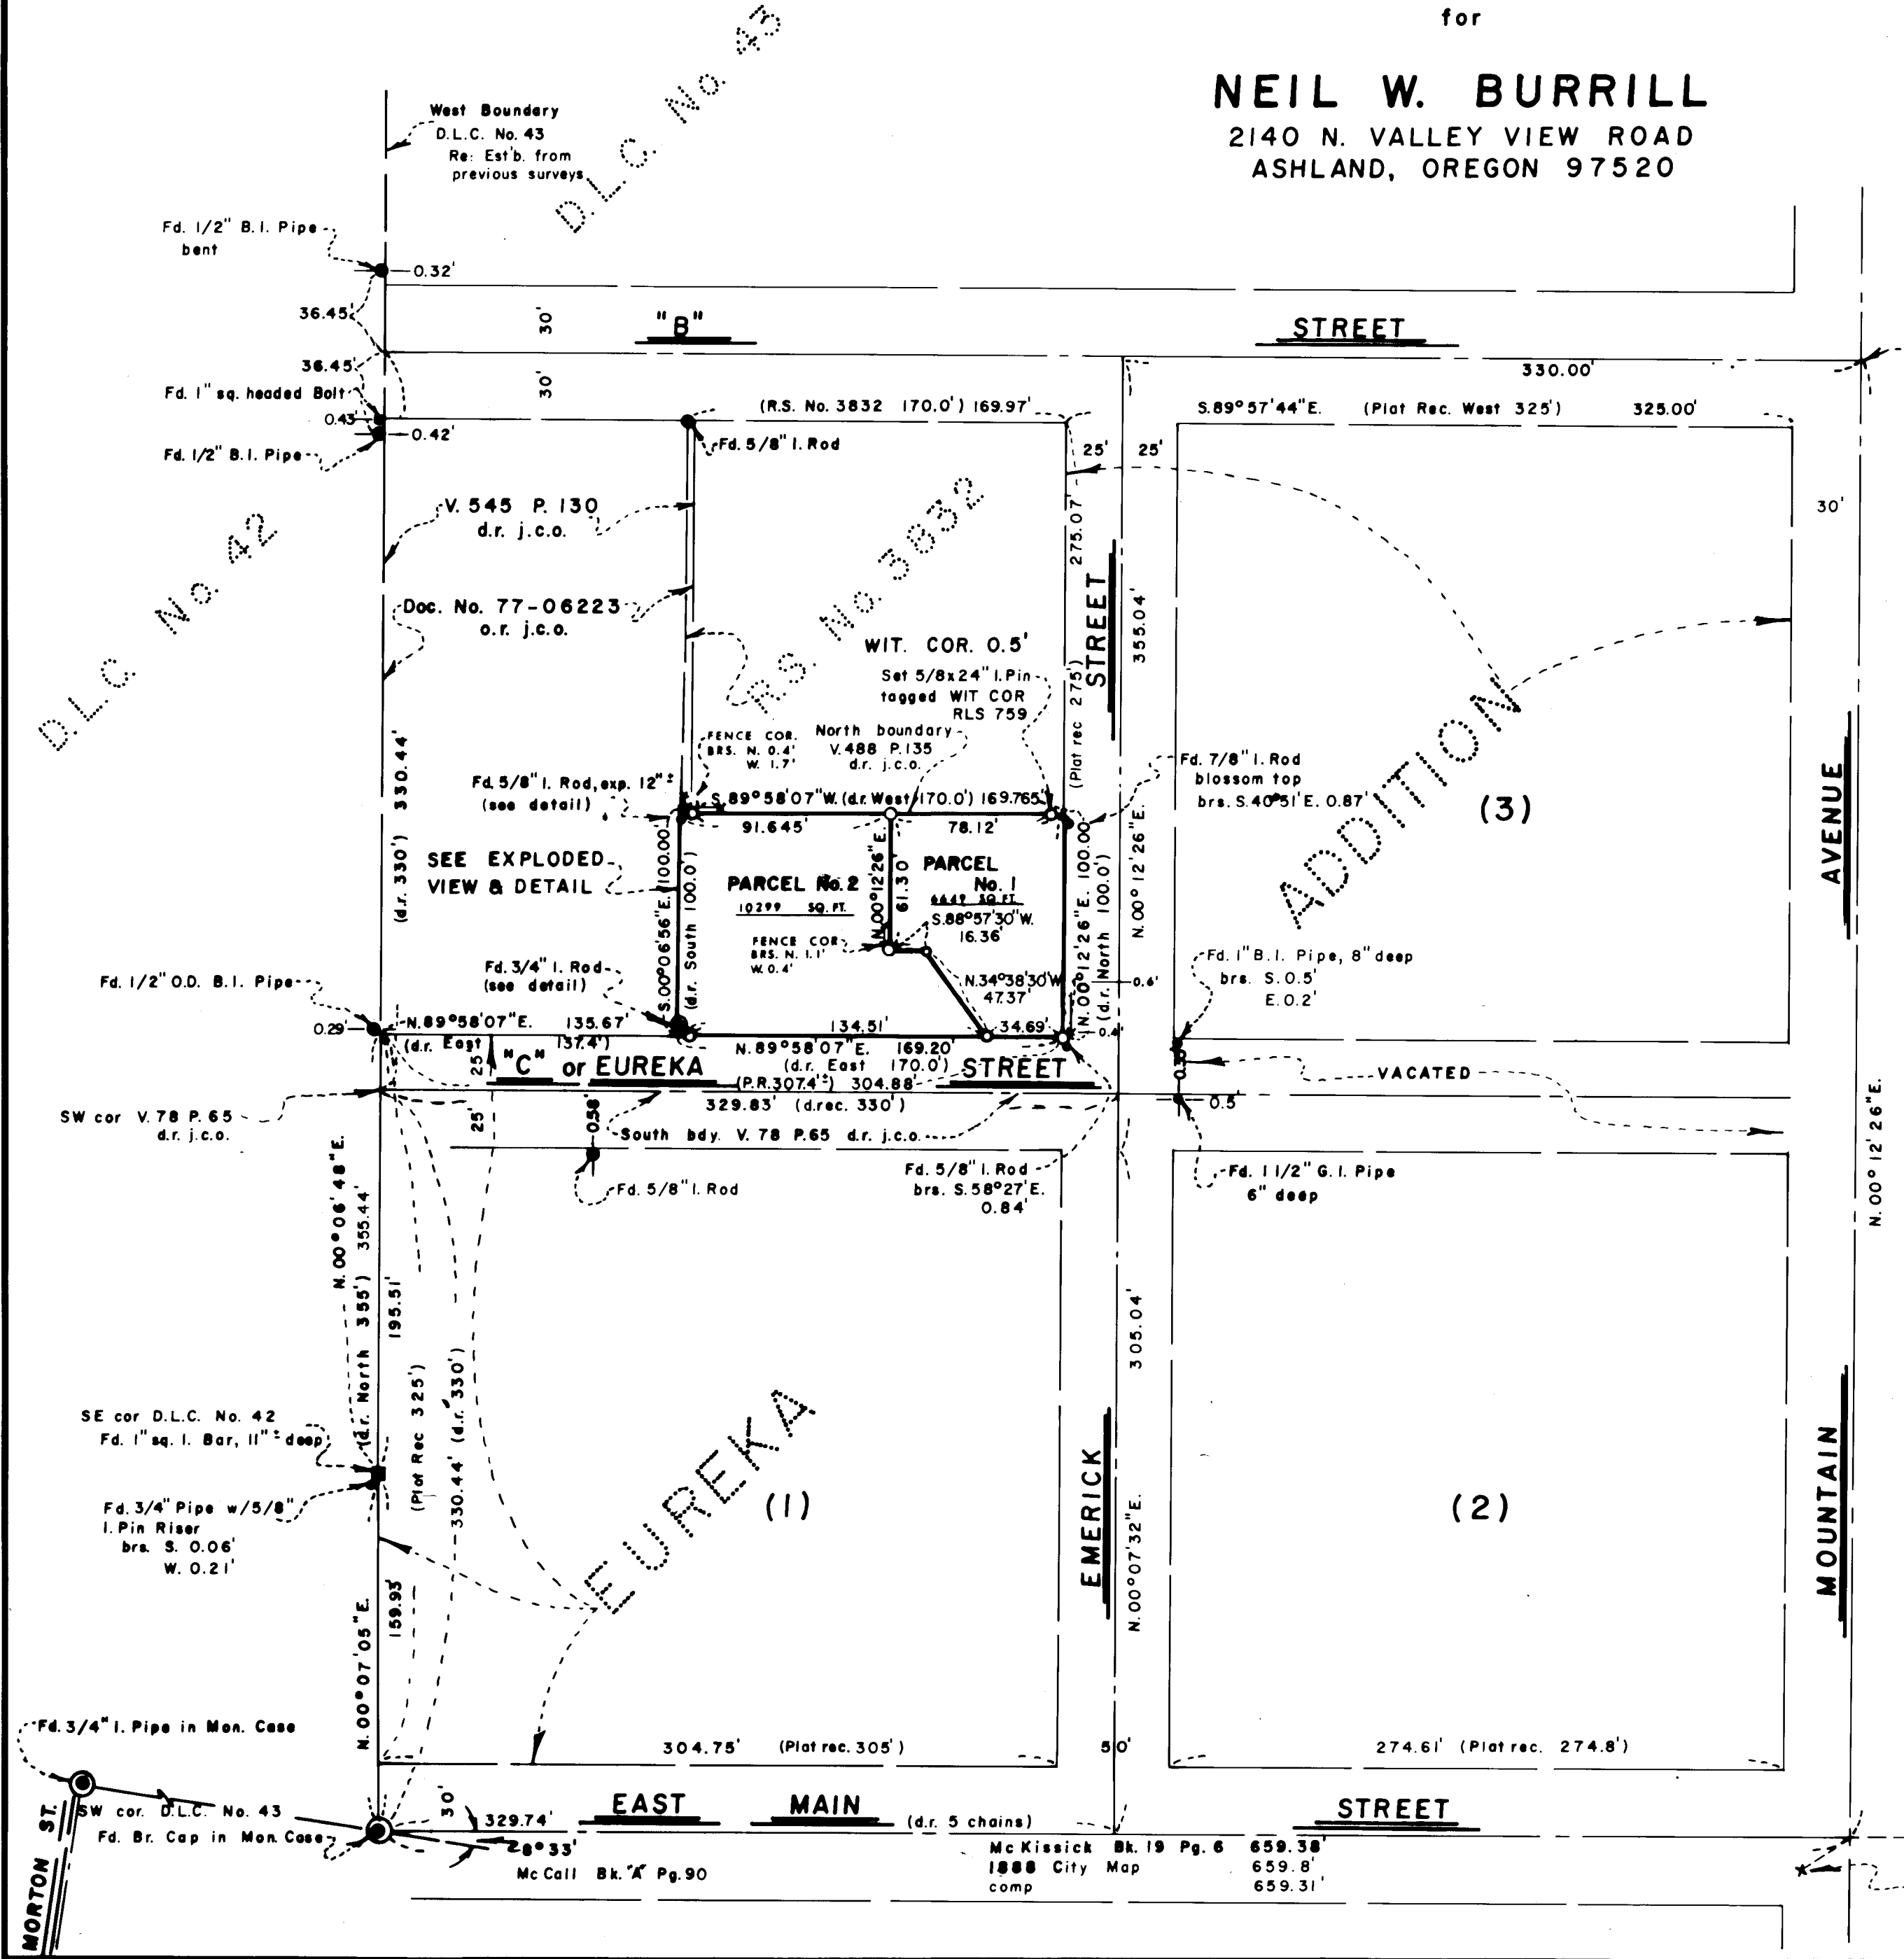 for
NEIL W. BURRILL
2140 N. VALLEY VIEW ROAD
ASHLAND, OREGON 97520
D.L.C. No. 43
West Boundary
D.L.C. No. 43
Re: Est'b. from
previous surveys
Fd. 1/2" B.I. Pipe
bent
0.32'
36.45'
30'
"B"
STREET
36.45'
30'
330.00'
Fd. 1" sq. headed Bolt
0.43'
0.42'
(R.S. No. 3832 170.0') 169.97'
S.89°57'44"E. (Plat Rec. West 325') 325.00'
Fd. 1/2" B.I. Pipe
Fd. 5/8" I. Rod
25'
25'
30'
V. 545 P. 130
d.r. j.c.o.
D.L.C. No. 42
R.S. No. 3832
(Plat rec 275') 275.07'
STREET
355.04'
N.00°12'26"E.
Doc. No. 77-06223
o.r. j.c.o.
WIT. COR. 0.5'
Set 5/8x24" I. Pin
tagged WIT COR
RLS 759
(d.r. 330') 330.44'
FENCE COR.
BRS. N. 0.4'
W. 1.7'
North boundary
V. 488 P. 135
d.r. j.c.o.
Fd. 7/8" I. Rod
blossom top
brs. S.40°51'E. 0.87'
Fd. 5/8" I. Rod, exp. 12"±
(see detail)
S.89°58'07"W. (d.r. West 170.0') 169.765'
91.645'
78.12'
(3)
ADDITION
AVENUE
SEE EXPLODED
VIEW & DETAIL
S.00°06'56"E. (100.00'
(d.r. South 100.0')
PARCEL No. 2
10299 SQ. FT.
N.00°12'26"E.
61.30'
PARCEL
No. 1
6649 SQ. FT.
S.88°57'30"W.
16.36'
N.00°12'26"E. 100.00
(d.r. North 100.0')
FENCE COR
BRS. N. 1.1'
W. 0.4'
Fd. 1" B.I. Pipe, 8" deep
brs. S. 0.5'
E. 0.2'
Fd. 3/4" I. Rod
(see detail)
N.34°38'30"W.
47.37'
0.6'
Fd. 1/2" O.D. B.I. Pipe
0.29'
N.89°58'07"E. 135.67'
(d.r. East 137.4')
134.51'
34.69'
0.4'
N.89°58'07"E. 169.20'
(d.r. East 170.0')
25'
"C" or EUREKA
STREET
(P.R. 307.4'±) 304.88'
VACATED
329.83' (d.rec. 330')
0.5'
SW cor V. 78 P. 65
d.r. j.c.o.
25'
0.58'
South bdy. V. 78 P. 65 d.r. j.c.o.
Fd. 5/8" I. Rod
Fd. 5/8" I. Rod
brs. S.58°27'E.
0.84'
Fd. 1 1/2" G.I. Pipe
6" deep
N.00°12'26"E.
N.00°06'48"E.
(d.r. North 355') 355.44'
195.51'
(Plat Rec 325')
330.44' (d.r. 330')
305.04'
SE cor D.L.C. No. 42
Fd. 1" sq. I. Bar, 11"± deep
EUREKA
(1)
EMERICK
(2)
MOUNTAIN
Fd. 3/4" Pipe w/5/8"
I. Pin Riser
brs. S. 0.06'
W. 0.21'
N.00°07'32"E.
N.00°07'05"E.
159.93'
Fd. 3/4" I. Pipe in Mon. Case
304.75' (Plat rec. 305')
50'
274.61' (Plat rec. 274.8')
MORTON ST.
SW cor. D.L.C. No. 43
Fd. Br. Cap in Mon. Case
30'
329.74'
EAST MAIN
(d.r. 5 chains)
STREET
28°33'
McCall Bk. "A" Pg. 90
McKissick Bk. 19 Pg. 6 659.38'
1888 City Map 659.8'
comp 659.31'